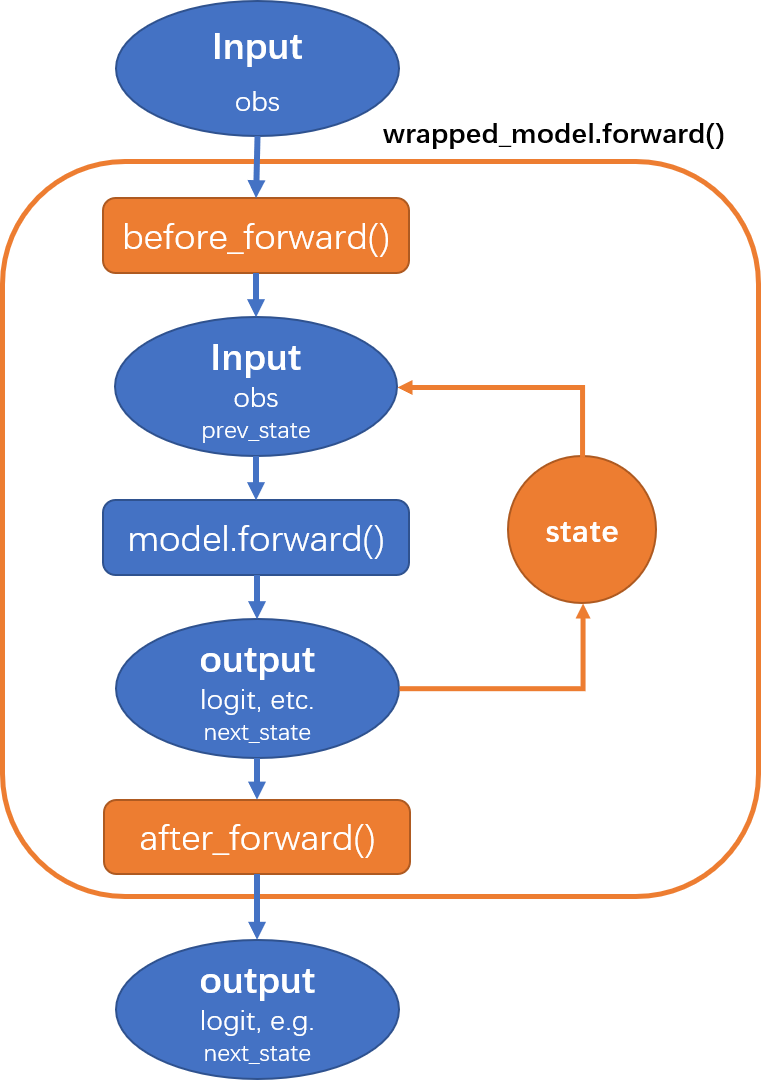 Input
obs
wrapped_model.forward()
before_forward()
Input
obs
prev_state
model.forward()
state
output
logit, etc.
next_state
after_forward()
output
logit, e.g.
next_state